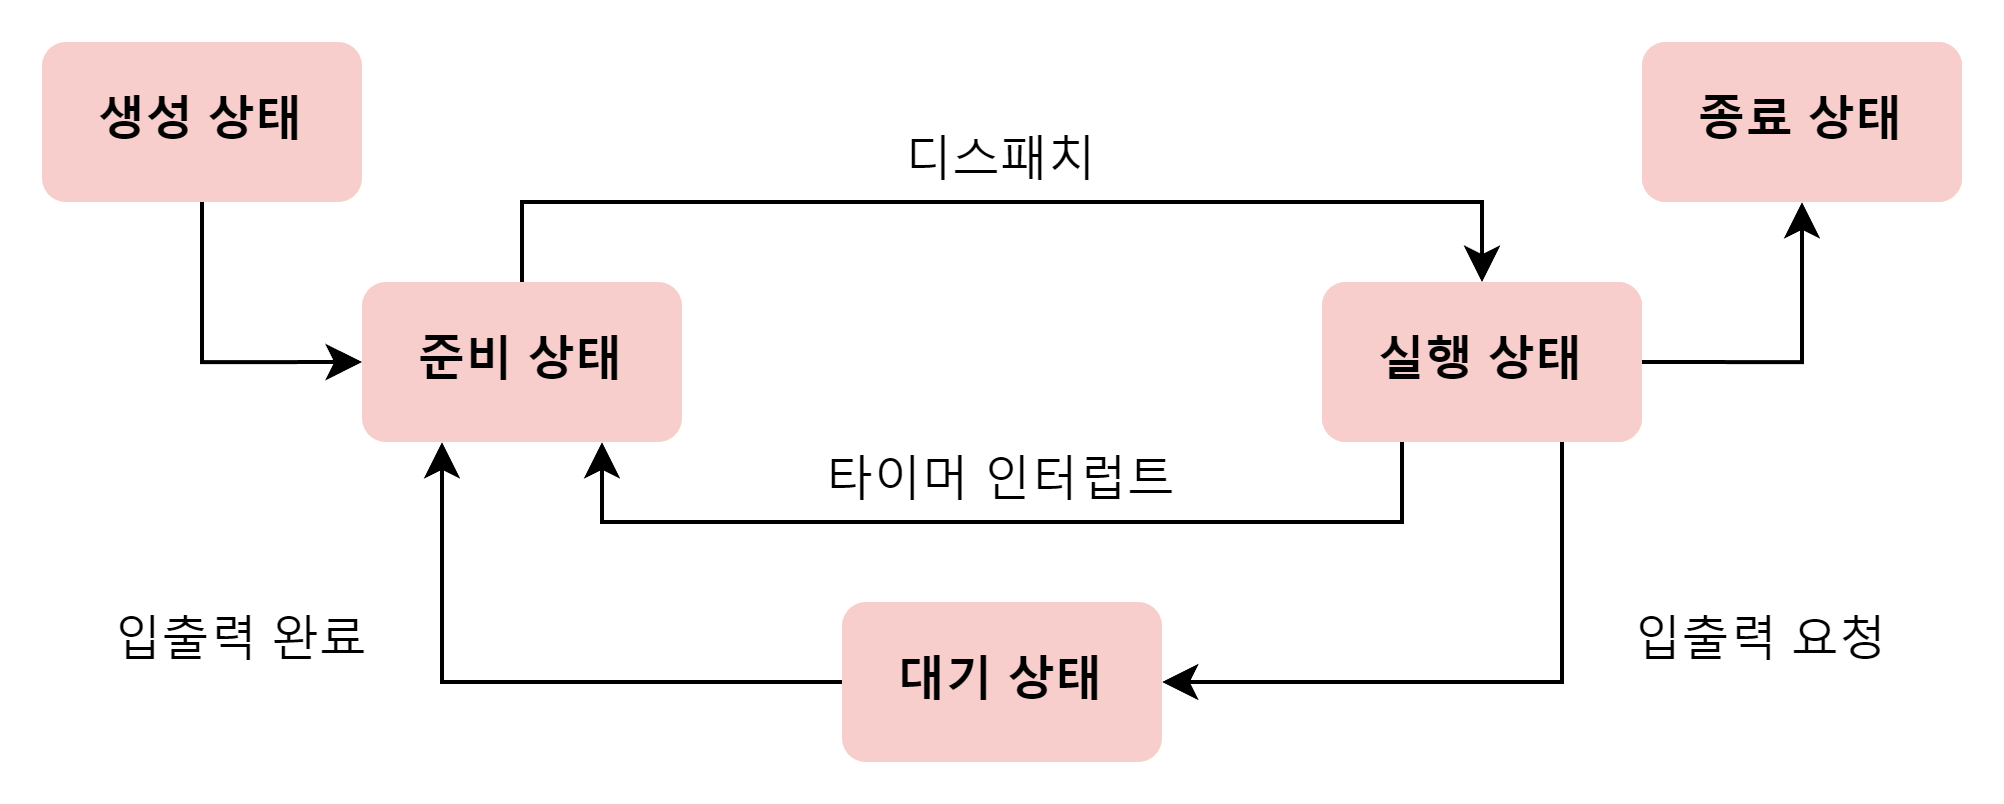 생성 상태
종료 상태
디스패치
준비 상태
실행 상태
타이머 인터럽트
입출력 완료
입출력 요청
대기 상태